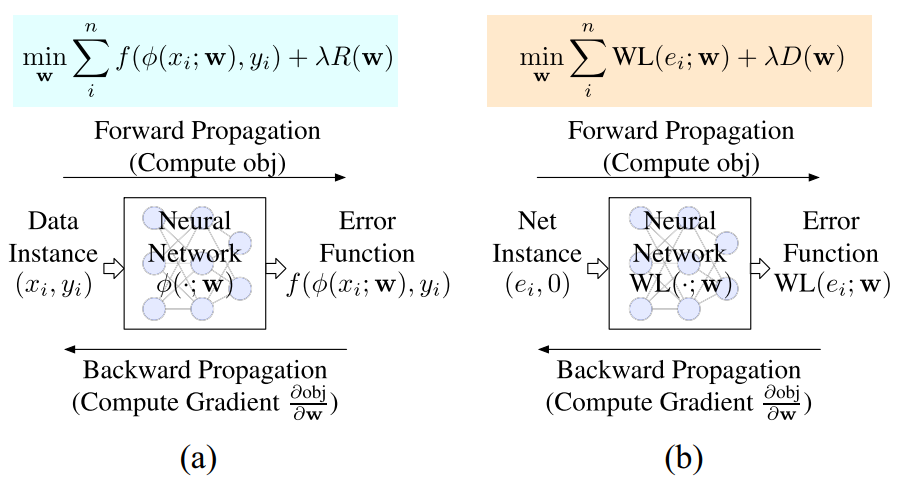 min_w ∑_i^n f(ϕ(x_i; w), y_i) + λR(w)
Forward Propagation
(Compute obj)
Data
Instance
(x_i, y_i)
Neural
Network
ϕ(·; w)
Error
Function
f(ϕ(x_i; w), y_i)
Backward Propagation
(Compute Gradient ∂obj/∂w)
(a)
min_w ∑_i^n WL(e_i; w) + λD(w)
Forward Propagation
(Compute obj)
Net
Instance
(e_i, 0)
Neural
Network
WL(·; w)
Error
Function
WL(e_i; w)
Backward Propagation
(Compute Gradient ∂obj/∂w)
(b)